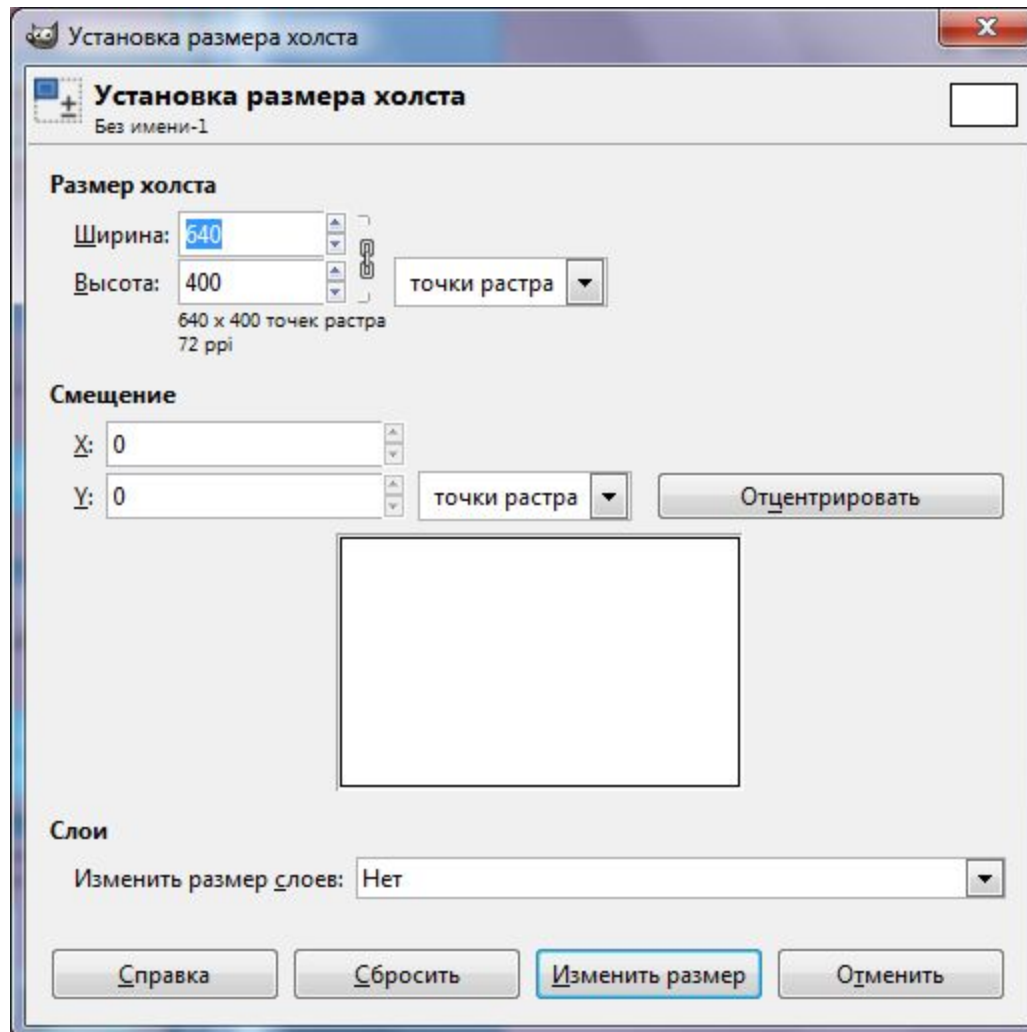 Установка размера холста
Установка размера холста
Без имени-1
Размер холста
Ширина: 640
Высота: 400 точки растра
640 x 400 точек растра
72 ppi
Смещение
X: 0
Y: 0 точки растра Отцентрировать
Слои
Изменить размер слоев: Нет
Справка Сбросить Изменить размер Отменить